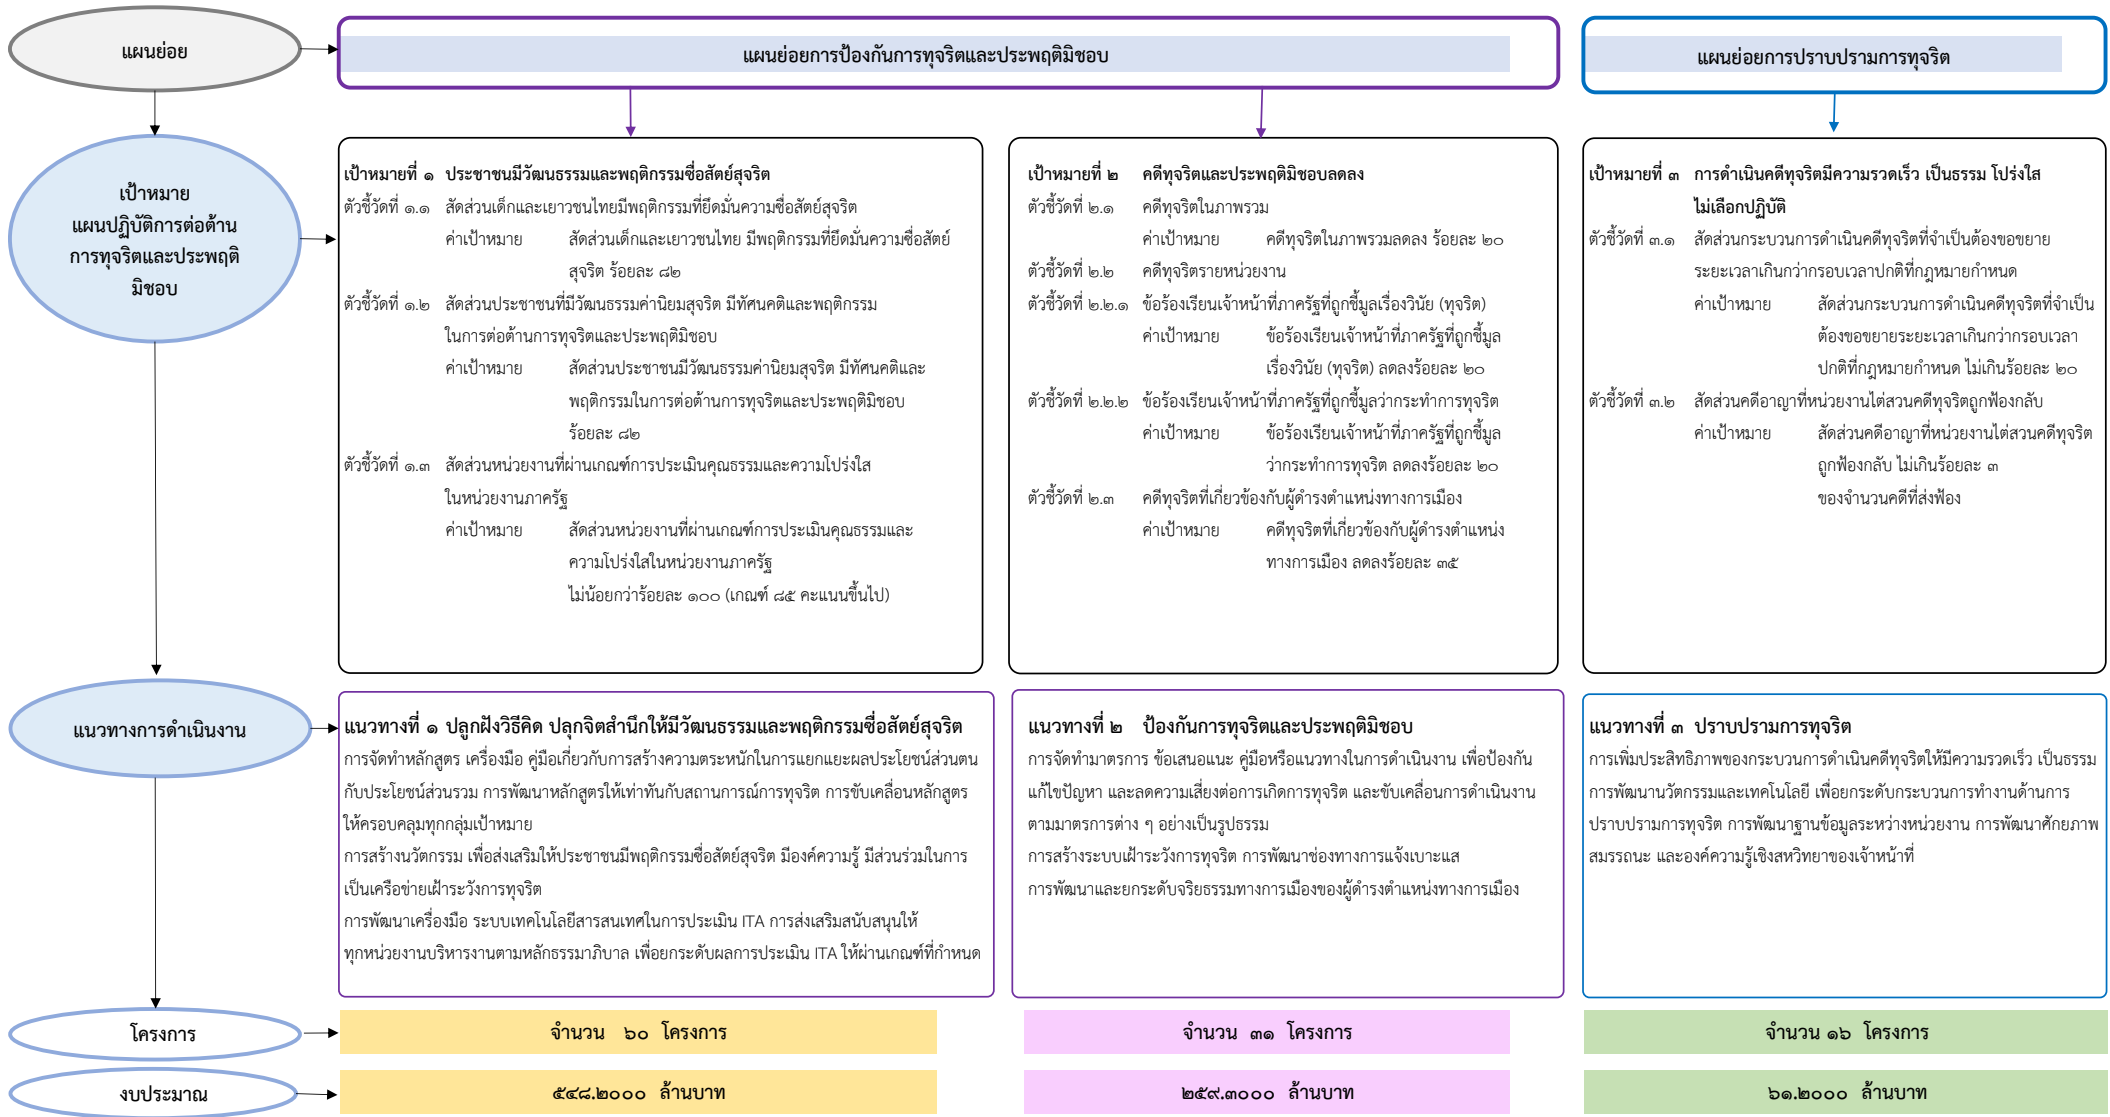 แผนย่อย
แผนย่อยการป้องกันการทุจริตและประพฤติมิชอบ
แผนย่อยการปราบปรามการทุจริต
เป้าหมาย
แผนปฏิบัติการต่อต้าน
การทุจริตและประพฤติ
มิชอบ
เป้าหมายที่ ๑ ประชาชนมีวัฒนธรรมและพฤติกรรมซื่อสัตย์สุจริต
ตัวชี้วัดที่ ๑.๑ สัดส่วนเด็กและเยาวชนไทยมีพฤติกรรมที่ยึดมั่นความซื่อสัตย์สุจริต
ค่าเป้าหมาย สัดส่วนเด็กและเยาวชนไทย มีพฤติกรรมที่ยึดมั่นความซื่อสัตย์
สุจริต ร้อยละ ๘๒
ตัวชี้วัดที่ ๑.๒ สัดส่วนประชาชนที่มีวัฒนธรรมค่านิยมสุจริต มีทัศนคติและพฤติกรรม
ในการต่อต้านการทุจริตและประพฤติมิชอบ
ค่าเป้าหมาย สัดส่วนประชาชนมีวัฒนธรรมค่านิยมสุจริต มีทัศนคติและ
พฤติกรรมในการต่อต้านการทุจริตและประพฤติมิชอบ
ร้อยละ ๘๒
ตัวชี้วัดที่ ๑.๓ สัดส่วนหน่วยงานที่ผ่านเกณฑ์การประเมินคุณธรรมและความโปร่งใส
ในหน่วยงานภาครัฐ
ค่าเป้าหมาย สัดส่วนหน่วยงานที่ผ่านเกณฑ์การประเมินคุณธรรมและ
ความโปร่งใสในหน่วยงานภาครัฐ
ไม่น้อยกว่าร้อยละ ๑๐๐ (เกณฑ์ ๘๕ คะแนนขึ้นไป)
เป้าหมายที่ ๒ คดีทุจริตและประพฤติมิชอบลดลง
ตัวชี้วัดที่ ๒.๑ คดีทุจริตในภาพรวม
ค่าเป้าหมาย คดีทุจริตในภาพรวมลดลง ร้อยละ ๒๐
ตัวชี้วัดที่ ๒.๒ คดีทุจริตรายหน่วยงาน
ตัวชี้วัดที่ ๒.๒.๑ ข้อร้องเรียนเจ้าหน้าที่ภาครัฐที่ถูกชี้มูลเรื่องวินัย (ทุจริต)
ค่าเป้าหมาย ข้อร้องเรียนเจ้าหน้าที่ภาครัฐที่ถูกชี้มูล
เรื่องวินัย (ทุจริต) ลดลงร้อยละ ๒๐
ตัวชี้วัดที่ ๒.๒.๒ ข้อร้องเรียนเจ้าหน้าที่ภาครัฐที่ถูกชี้มูลว่ากระทำการทุจริต
ค่าเป้าหมาย ข้อร้องเรียนเจ้าหน้าที่ภาครัฐที่ถูกชี้มูล
ว่ากระทำการทุจริต ลดลงร้อยละ ๒๐
ตัวชี้วัดที่ ๒.๓ คดีทุจริตที่เกี่ยวข้องกับผู้ดำรงตำแหน่งทางการเมือง
ค่าเป้าหมาย คดีทุจริตที่เกี่ยวข้องกับผู้ดำรงตำแหน่ง
ทางการเมือง ลดลงร้อยละ ๓๕
เป้าหมายที่ ๓ การดำเนินคดีทุจริตมีความรวดเร็ว เป็นธรรม โปร่งใส
ไม่เลือกปฏิบัติ
ตัวชี้วัดที่ ๓.๑ สัดส่วนกระบวนการดำเนินคดีทุจริตที่จำเป็นต้องขอขยาย
ระยะเวลาเกินกว่ากรอบเวลาปกติที่กฎหมายกำหนด
ค่าเป้าหมาย สัดส่วนกระบวนการดำเนินคดีทุจริตที่จำเป็น
ต้องขอขยายระยะเวลาเกินกว่ากรอบเวลา
ปกติที่กฎหมายกำหนด ไม่เกินร้อยละ ๒๐
ตัวชี้วัดที่ ๓.๒ สัดส่วนคดีอาญาที่หน่วยงานไต่สวนคดีทุจริตถูกฟ้องกลับ
ค่าเป้าหมาย สัดส่วนคดีอาญาที่หน่วยงานไต่สวนคดีทุจริต
ถูกฟ้องกลับ ไม่เกินร้อยละ ๓
ของจำนวนคดีที่ส่งฟ้อง
แนวทางการดำเนินงาน
แนวทางที่ ๑ ปลูกฝังวิธีคิด ปลุกจิตสำนึกให้มีวัฒนธรรมและพฤติกรรมซื่อสัตย์สุจริต
การจัดทำหลักสูตร เครื่องมือ คู่มือเกี่ยวกับการสร้างความตระหนักในการแยกแยะผลประโยชน์ส่วนตน
กับประโยชน์ส่วนรวม การพัฒนาหลักสูตรให้เท่าทันกับสถานการณ์การทุจริต การขับเคลื่อนหลักสูตร
ให้ครอบคลุมทุกกลุ่มเป้าหมาย
การสร้างนวัตกรรม เพื่อส่งเสริมให้ประชาชนมีพฤติกรรมซื่อสัตย์สุจริต มีองค์ความรู้ มีส่วนร่วมในการ
เป็นเครือข่ายเฝ้าระวังการทุจริต
การพัฒนาเครื่องมือ ระบบเทคโนโลยีสารสนเทศในการประเมิน ITA การส่งเสริมสนับสนุนให้
ทุกหน่วยงานบริหารงานตามหลักธรรมาภิบาล เพื่อยกระดับผลการประเมิน ITA ให้ผ่านเกณฑ์ที่กำหนด
แนวทางที่ ๒ ป้องกันการทุจริตและประพฤติมิชอบ
การจัดทำมาตรการ ข้อเสนอแนะ คู่มือหรือแนวทางในการดำเนินงาน เพื่อป้องกัน
แก้ไขปัญหา และลดความเสี่ยงต่อการเกิดการทุจริต และขับเคลื่อนการดำเนินงาน
ตามมาตรการต่าง ๆ อย่างเป็นรูปธรรม
การสร้างระบบเฝ้าระวังการทุจริต การพัฒนาช่องทางการแจ้งเบาะแส
การพัฒนาและยกระดับจริยธรรมทางการเมืองของผู้ดำรงตำแหน่งทางการเมือง
แนวทางที่ ๓ ปราบปรามการทุจริต
การเพิ่มประสิทธิภาพของกระบวนการดำเนินคดีทุจริตให้มีความรวดเร็ว เป็นธรรม
การพัฒนานวัตกรรมและเทคโนโลยี เพื่อยกระดับกระบวนการทำงานด้านการ
ปราบปรามการทุจริต การพัฒนาฐานข้อมูลระหว่างหน่วยงาน การพัฒนาศักยภาพ
สมรรถนะ และองค์ความรู้เชิงสหวิทยาของเจ้าหน้าที่
โครงการ
จำนวน ๖๐ โครงการ
จำนวน ๓๑ โครงการ
จำนวน ๑๖ โครงการ
งบประมาณ
๕๔๘.๒๐๐๐ ล้านบาท
๒๕๙.๓๐๐๐ ล้านบาท
๖๑.๒๐๐๐ ล้านบาท